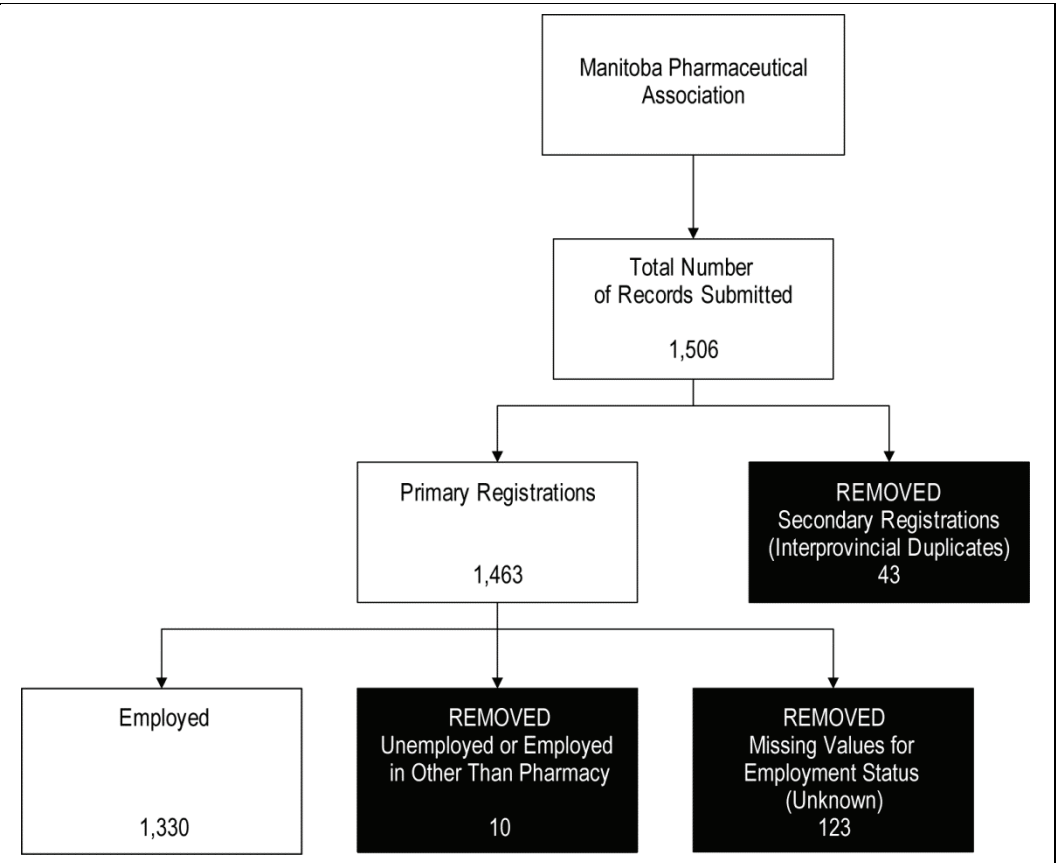 Manitoba Pharmaceutical
Association
Total Number
of Records Submitted
1,506
Primary Registrations
1,463
REMOVED
Secondary Registrations
(Interprovincial Duplicates)
43
Employed
1,330
REMOVED
Unemployed or Employed
in Other Than Pharmacy
10
REMOVED
Missing Values for
Employment Status
(Unknown)
123